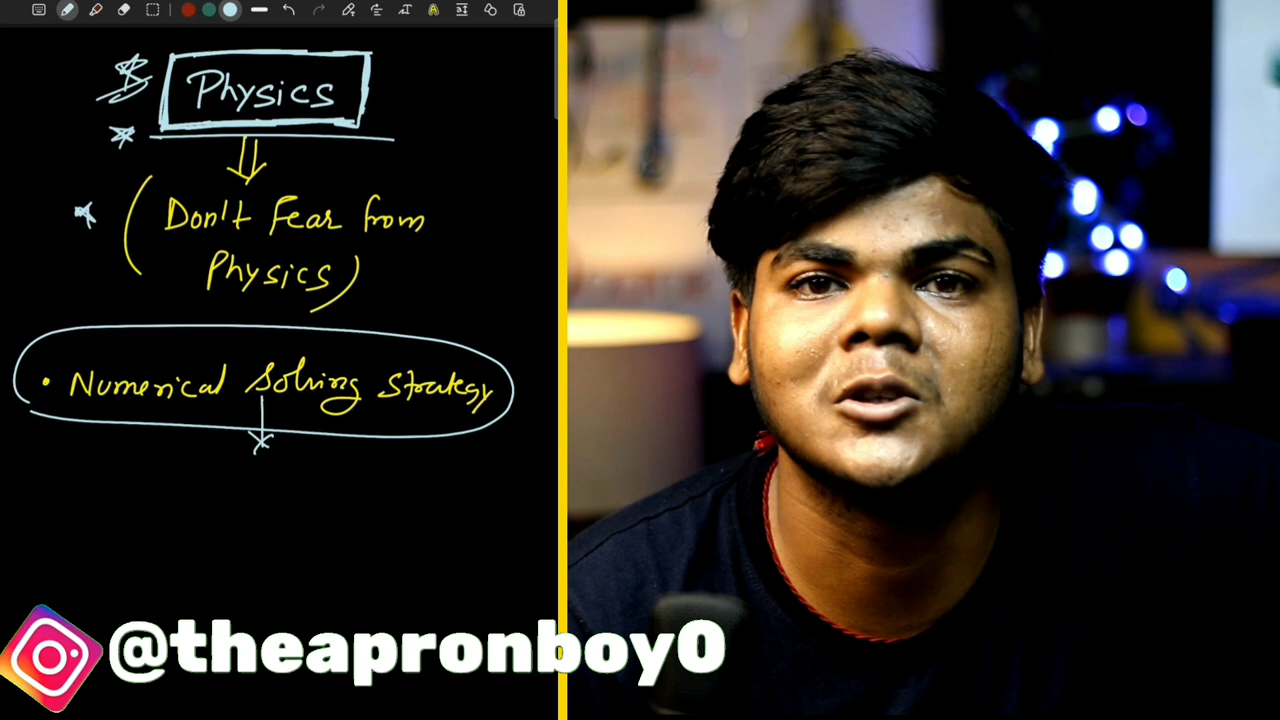 Physics
(Don't Fear from
Physics)
• Numerical Solving Strategy
@theapronboy0